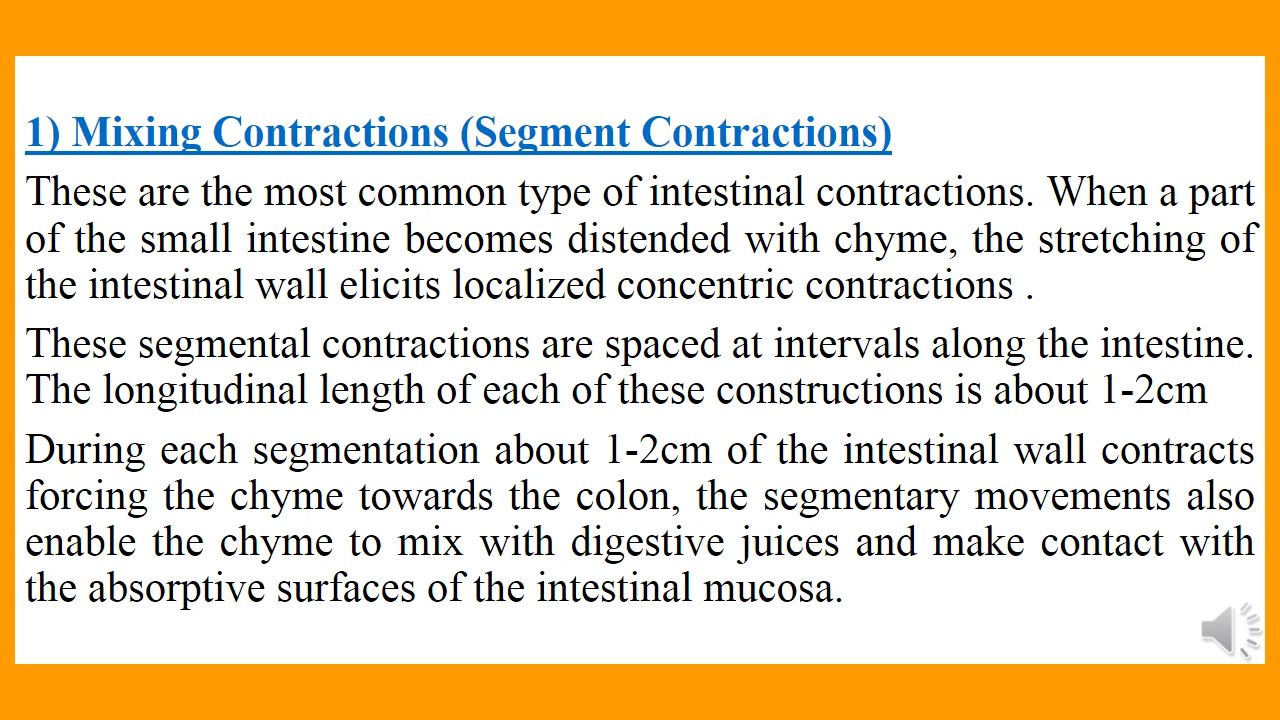 1) Mixing Contractions (Segment Contractions)
These are the most common type of intestinal contractions. When a part
of the small intestine becomes distended with chyme, the stretching of
the intestinal wall elicits localized concentric contractions .
These segmental contractions are spaced at intervals along the intestine.
The longitudinal length of each of these constructions is about 1-2cm
During each segmentation about 1-2cm of the intestinal wall contracts
forcing the chyme towards the colon, the segmentary movements also
enable the chyme to mix with digestive juices and make contact with
the absorptive surfaces of the intestinal mucosa.